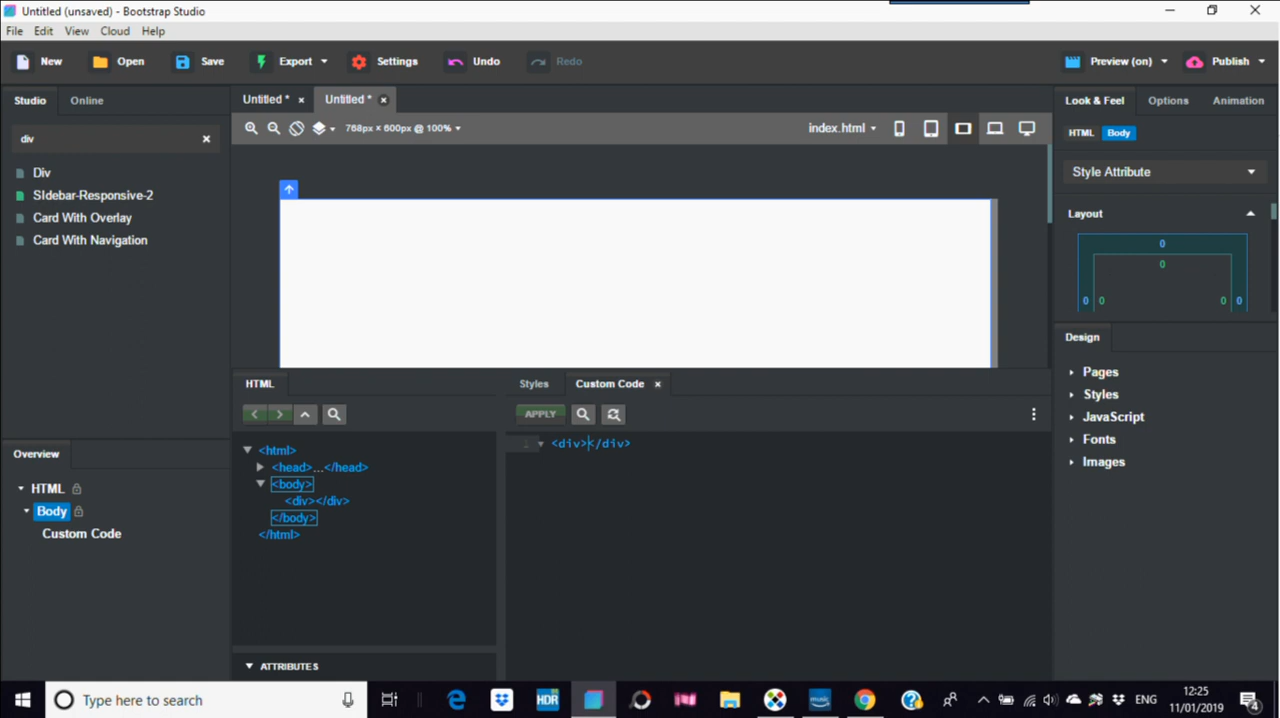 Untitled (unsaved) - Bootstrap Studio
File Edit View Cloud Help
New Open Save Export Settings Undo Redo Preview (on) Publish
Studio Online
Untitled * × Untitled * ×
Look & Feel Options Animation
div
768px × 600px @ 100%
index.html
HTML Body
Div
SIdebar-Responsive-2
Card With Overlay
Card With Navigation
Style Attribute
Layout
0
0
0 0 0 0
Design
Pages
Styles
JavaScript
Fonts
Images
HTML
Styles Custom Code ×
APPLY
1 <div></div>
<html>
<head>...</head>
<body>
<div></div>
</body>
</html>
ATTRIBUTES
Overview
HTML
Body
Custom Code
Type here to search
HDR
music
ENG
12:25
11/01/2019
4